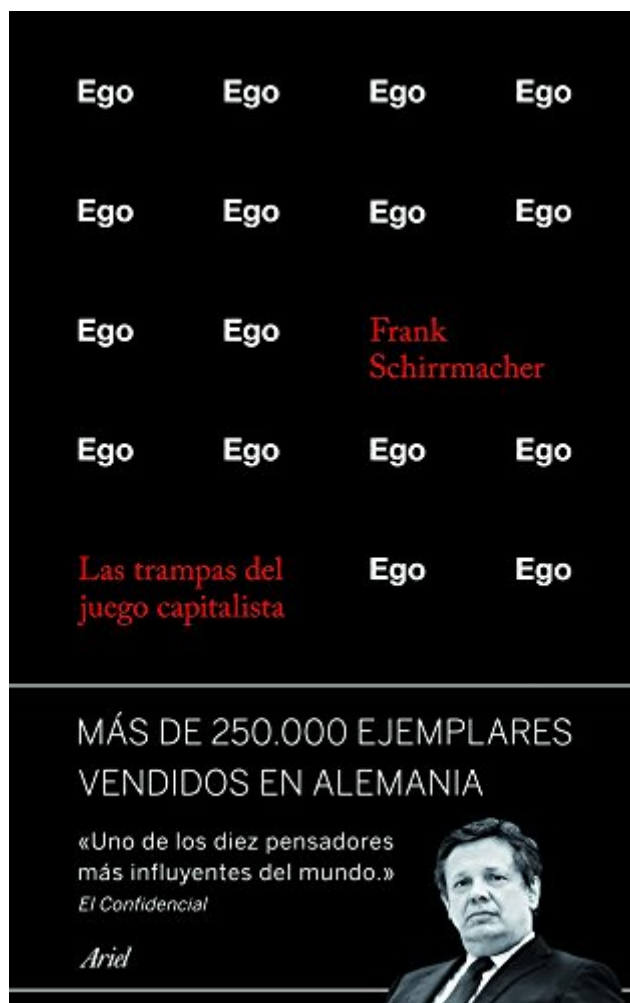 Ego Ego Ego Ego
Ego Ego Ego Ego
Ego Ego Frank
Schirrmacher
Ego Ego Ego Ego
Las trampas del Ego Ego
juego capitalista
MÁS DE 250.000 EJEMPLARES
VENDIDOS EN ALEMANIA
«Uno de los diez pensadores
más influyentes del mundo.»
El Confidencial
Ariel